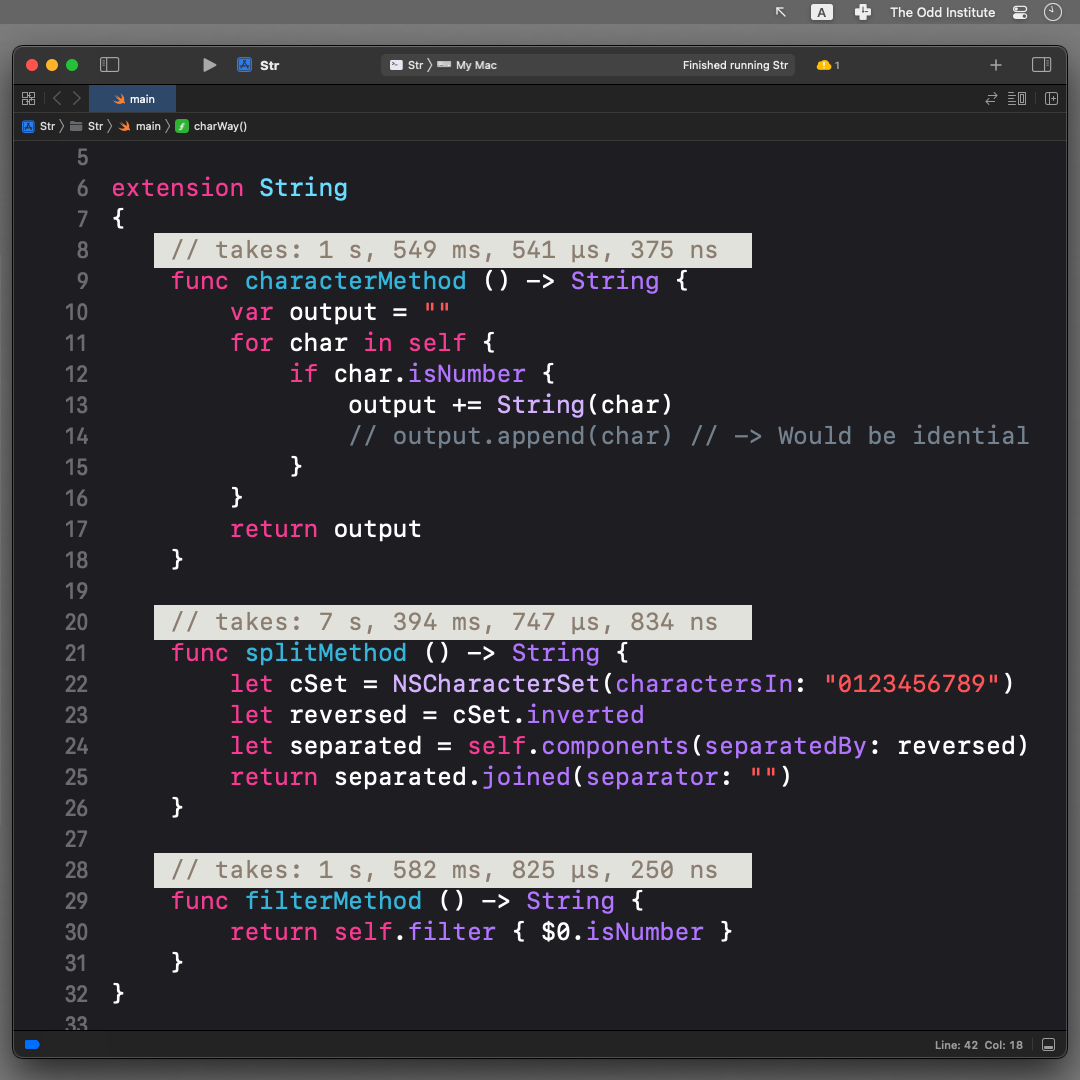 A The Odd Institute
Str
Str 〉 My Mac Finished running Str 1
main
Str 〉 Str 〉 main 〉 f charWay()
5
6 extension String
7 {
8 // takes: 1 s, 549 ms, 541 µs, 375 ns
9 func characterMethod () -> String {
10 var output = ""
11 for char in self {
12 if char.isNumber {
13 output += String(char)
14 // output.append(char) // -> Would be idential
15 }
16 }
17 return output
18 }
19
20 // takes: 7 s, 394 ms, 747 µs, 834 ns
21 func splitMethod () -> String {
22 let cSet = NSCharacterSet(charactersIn: "0123456789")
23 let reversed = cSet.inverted
24 let separated = self.components(separatedBy: reversed)
25 return separated.joined(separator: "")
26 }
27
28 // takes: 1 s, 582 ms, 825 µs, 250 ns
29 func filterMethod () -> String {
30 return self.filter { $0.isNumber }
31 }
32 }
33
Line: 42 Col: 18